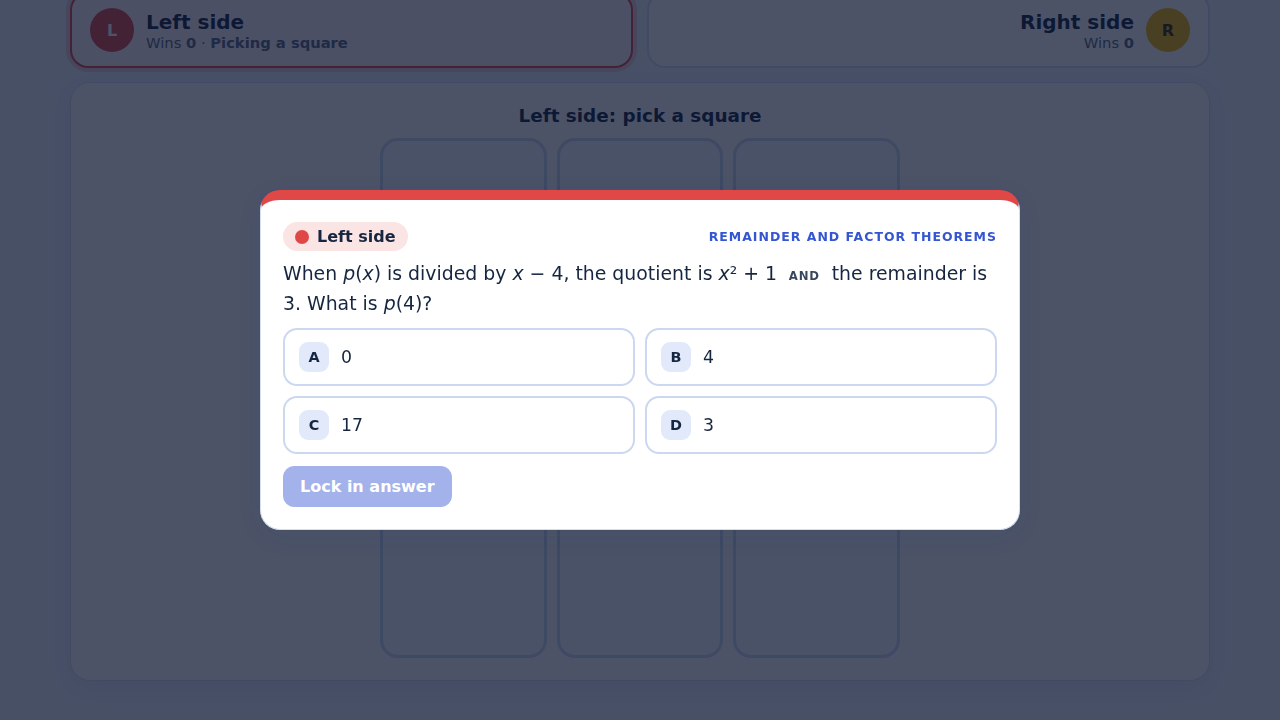 L
Left side
Wins 0 · Picking a square
Right side
Wins 0
R
Left side: pick a square
Left side
REMAINDER AND FACTOR THEOREMS
When p(x) is divided by x − 4, the quotient is x² + 1 AND the remainder is
3. What is p(4)?
A 0
B 4
C 17
D 3
Lock in answer